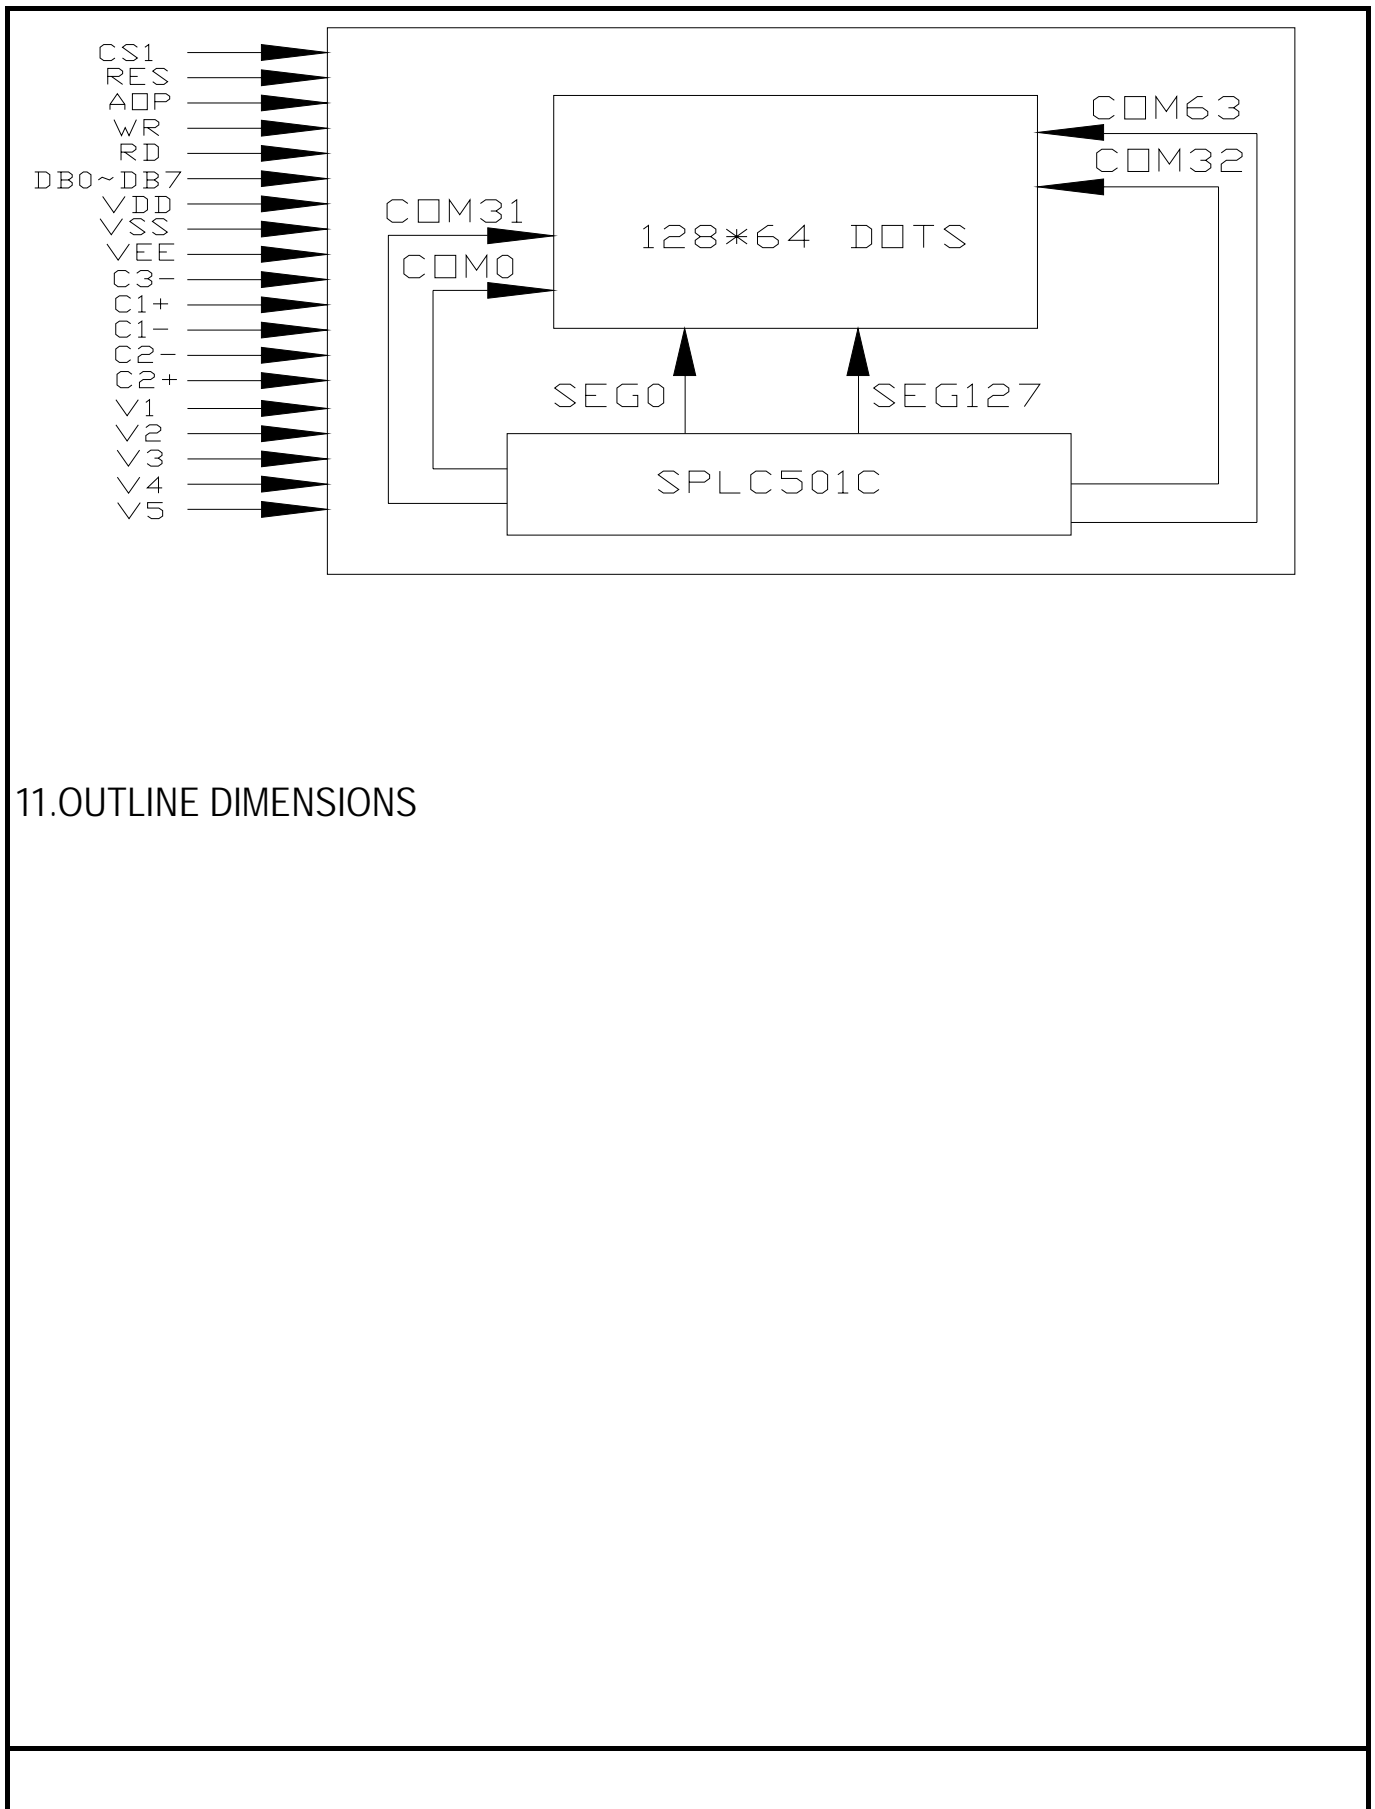 CS1
RES
AOP
WR
RD
DB0~DB7
VDD
VSS
VEE
C3-
C1+
C1-
C2-
C2+
V1
V2
V3
V4
V5
COM63
COM32
COM31
COM0
128*64 DOTS
SEG0
SEG127
SPLC501C
11.OUTLINE DIMENSIONS